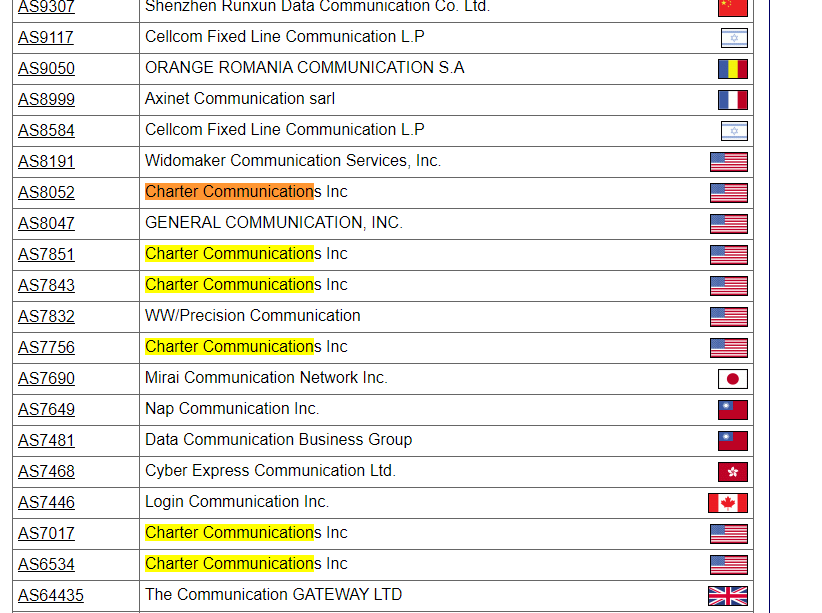 AS9307 Shenzhen Runxun Data Communication Co. Ltd.
AS9117 Cellcom Fixed Line Communication L.P
AS9050 ORANGE ROMANIA COMMUNICATION S.A
AS8999 Axinet Communication sarl
AS8584 Cellcom Fixed Line Communication L.P
AS8191 Widomaker Communication Services, Inc.
AS8052 Charter Communications Inc
AS8047 GENERAL COMMUNICATION, INC.
AS7851 Charter Communications Inc
AS7843 Charter Communications Inc
AS7832 WW/Precision Communication
AS7756 Charter Communications Inc
AS7690 Mirai Communication Network Inc.
AS7649 Nap Communication Inc.
AS7481 Data Communication Business Group
AS7468 Cyber Express Communication Ltd.
AS7446 Login Communication Inc.
AS7017 Charter Communications Inc
AS6534 Charter Communications Inc
AS64435 The Communication GATEWAY LTD